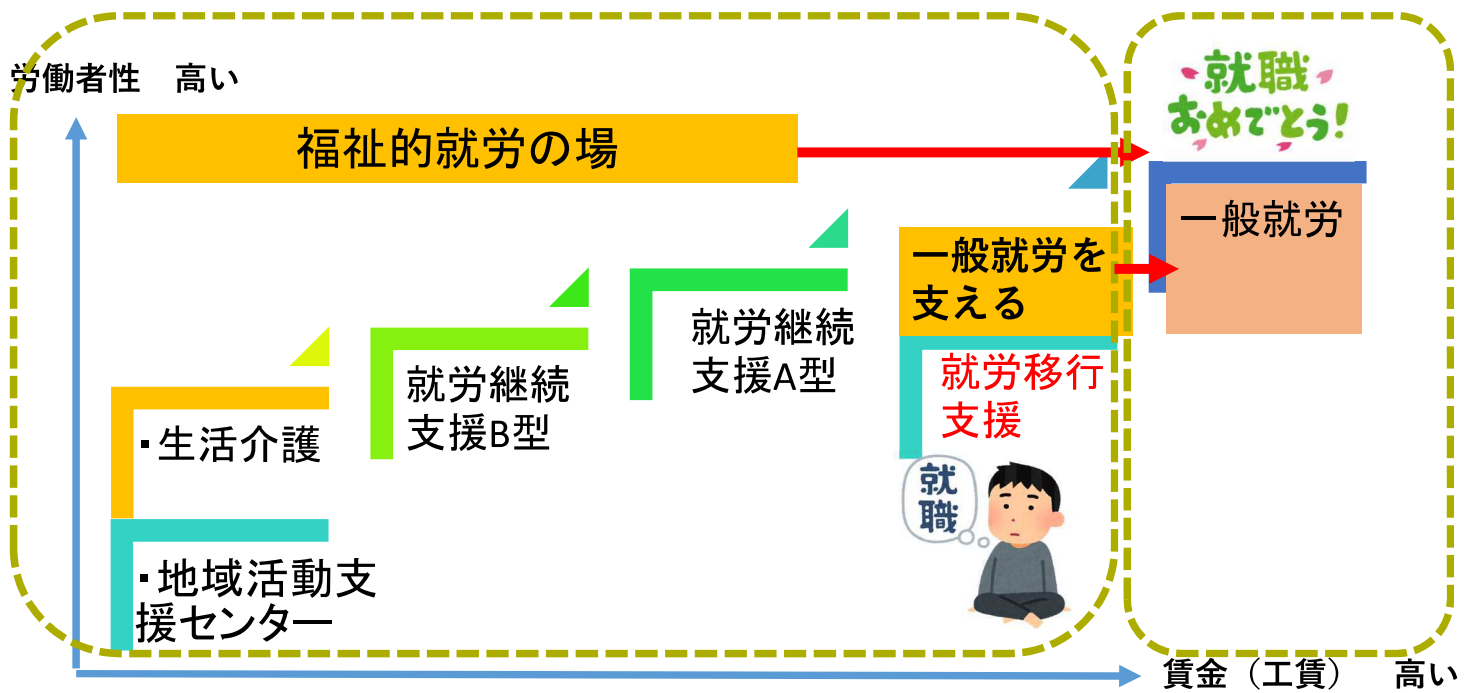 労働者性　高い
福祉的就労の場
就職
おめでとう！
一般就労
一般就労を
支える
就労移行
支援
就労継続
支援A型
就労継続
支援B型
・生活介護
・地域活動支
援センター
就
職
賃金（工賃）　高い